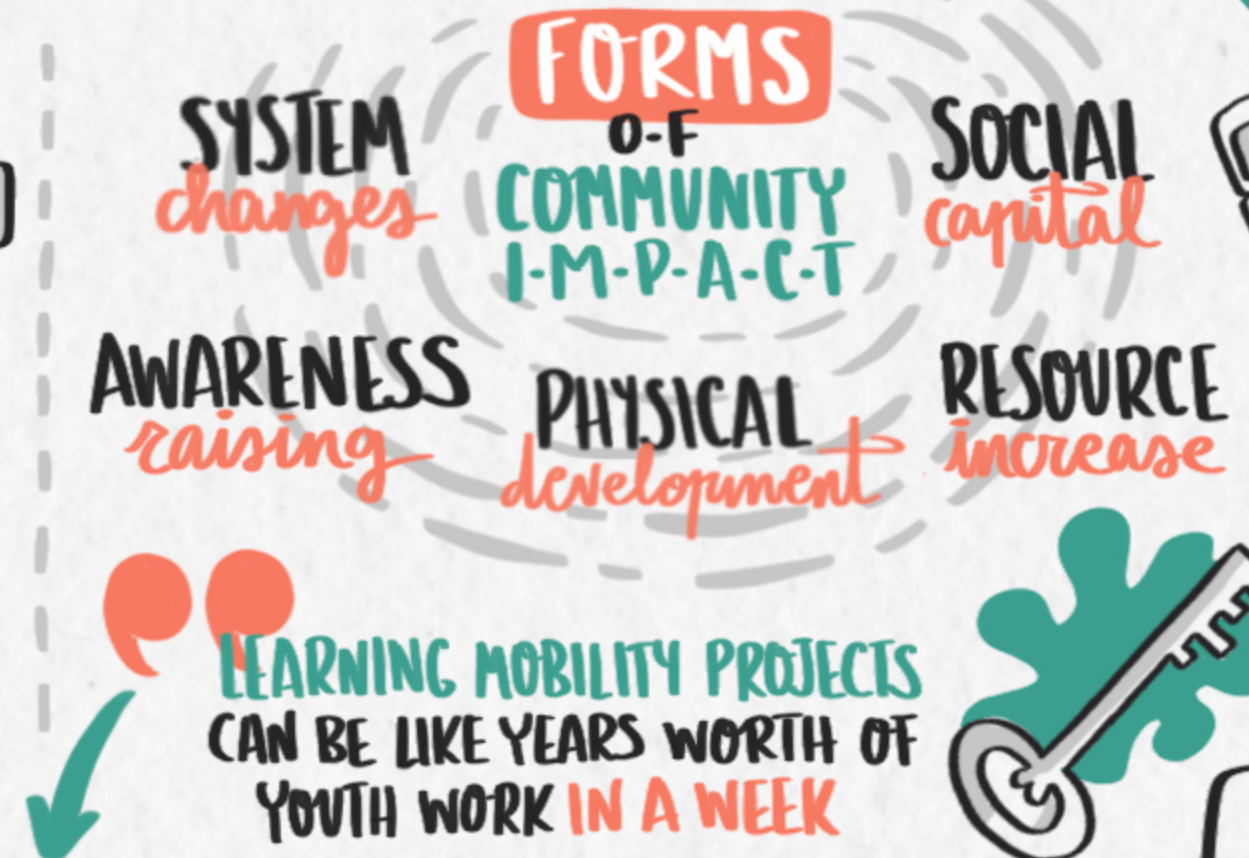 FORMS
O-F
COMMUNITY
I-M-P-A-C-T
SYSTEM
changes
SOCIAL
capital
AWARENESS
raising
PHYSICAL
development
RESOURCE
increase
LEARNING MOBILITY PROJECTS
CAN BE LIKE YEARS WORTH OF
YOUTH WORK IN A WEEK